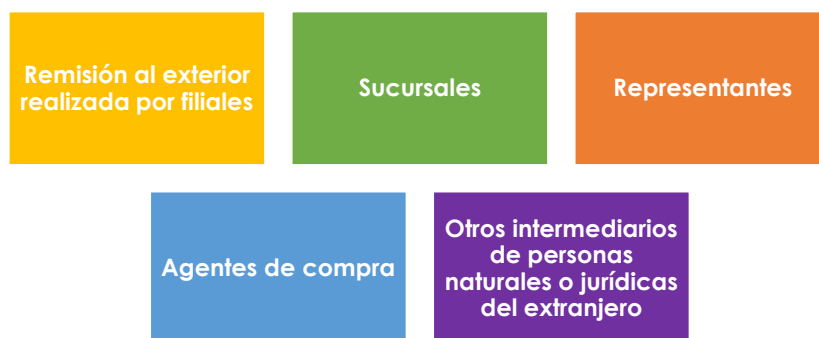 Remisión al exterior
realizada por filiales
Sucursales
Representantes
Agentes de compra
Otros intermediarios
de personas
naturales o jurídicas
del extranjero